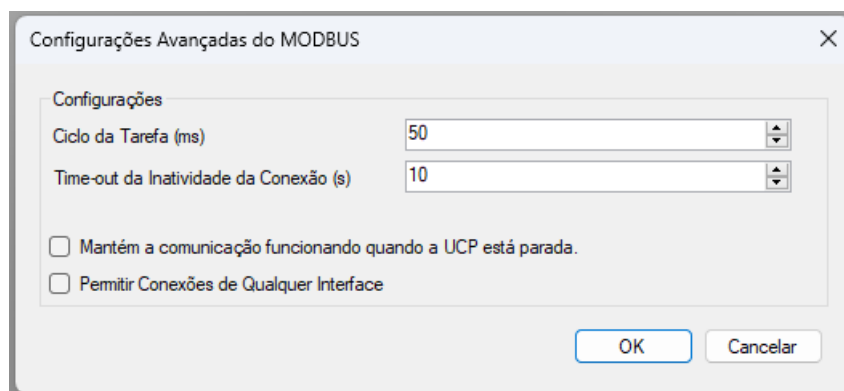 Configurações Avançadas do MODBUS
Configurações
Ciclo da Tarefa (ms)
50
Time-out da Inatividade da Conexão (s)
10
Mantém a comunicação funcionando quando a UCP está parada.
Permitir Conexões de Qualquer Interface
OK
Cancelar